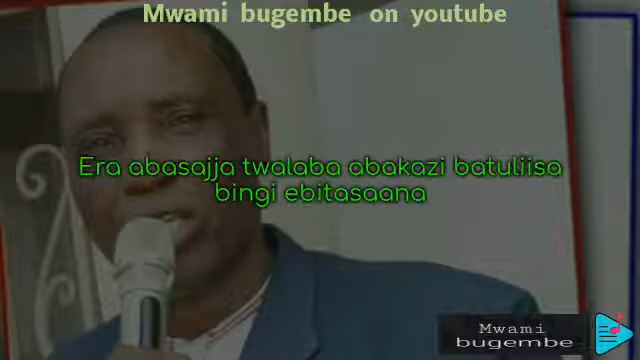 Mwami bugembe on youtube
Era abasajja twalaba abakazi batuliisa
bingi ebitasaana
Mwami
bugembe